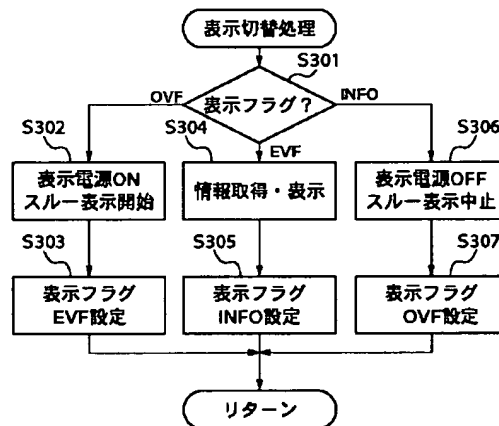 表示切替処理
S301
表示フラグ?
OVF
INFO
EVF
S302
表示電源ON
スルー表示開始
S304
情報取得・表示
S306
表示電源OFF
スルー表示中止
S303
表示フラグ
EVF設定
S305
表示フラグ
INFO設定
S307
表示フラグ
OVF設定
リターン